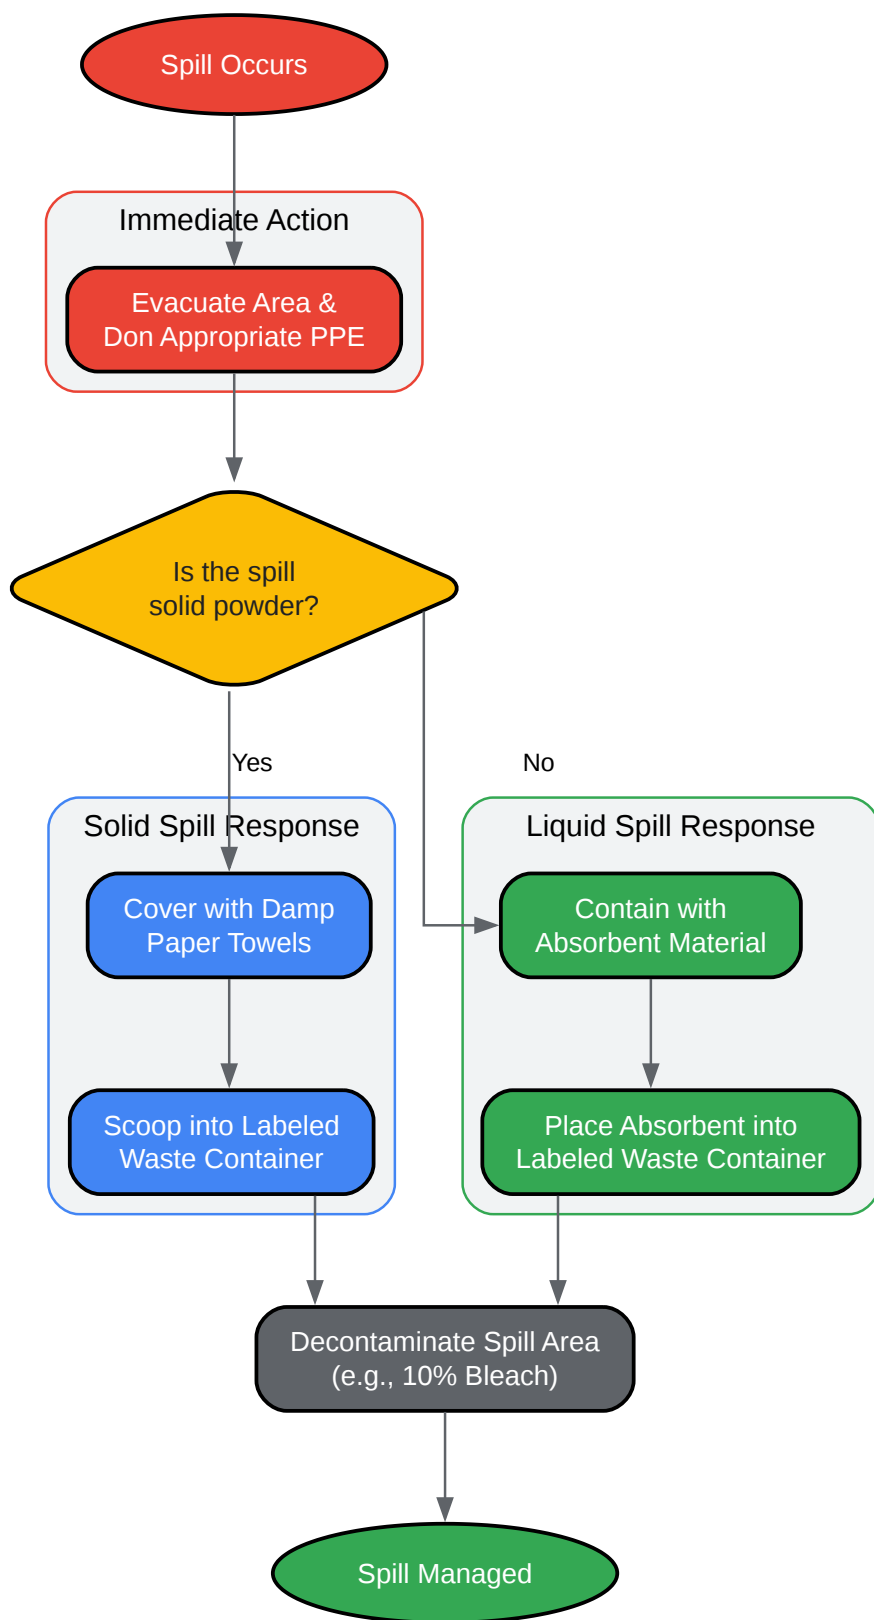 Spill Occurs
Immediate Action
Evacuate Area &
Don Appropriate PPE
Is the spill
solid powder?
Yes
No
Solid Spill Response
Cover with Damp
Paper Towels
Scoop into Labeled
Waste Container
Liquid Spill Response
Contain with
Absorbent Material
Place Absorbent into
Labeled Waste Container
Decontaminate Spill Area
(e.g., 10% Bleach)
Spill Managed